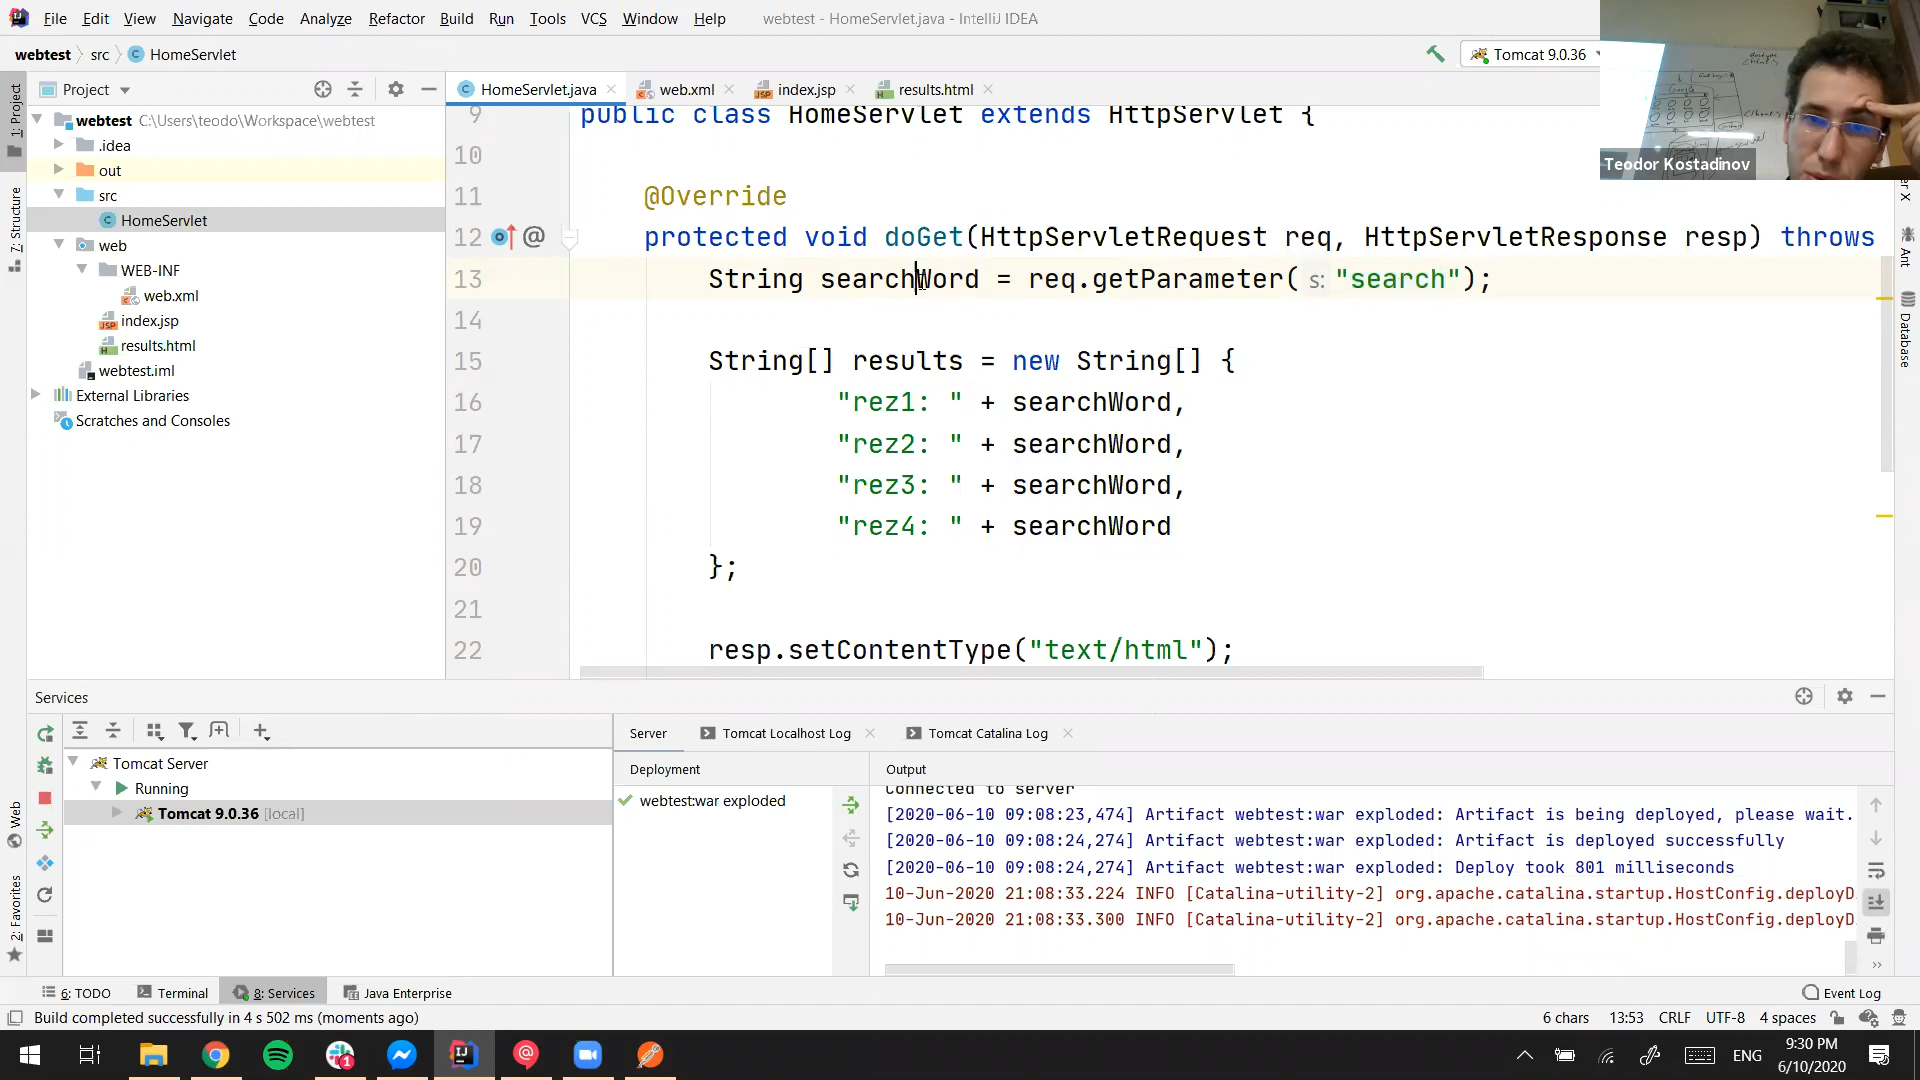 File Edit View Navigate Code Analyze Refactor Build Run Tools VCS Window Help webtest - HomeServlet.java - IntelliJ IDEA
webtest src HomeServlet
Tomcat 9.0.36
Project
HomeServlet.java
web.xml
index.jsp
results.html
1: Project
7: Structure
Web
2: Favorites
webtest C:\Users\teodo\Workspace\webtest
.idea
out
src
HomeServlet
web
WEB-INF
web.xml
index.jsp
results.html
webtest.iml
External Libraries
Scratches and Consoles
9 public class HomeServlet extends HttpServlet {
10
11 @Override
12 @ protected void doGet(HttpServletRequest req, HttpServletResponse resp) throws
13 String searchWord = req.getParameter( s: "search");
14
15 String[] results = new String[] {
16 "rez1: " + searchWord,
17 "rez2: " + searchWord,
18 "rez3: " + searchWord,
19 "rez4: " + searchWord
20 };
21
22 resp.setContentType("text/html");
Teodor Kostadinov
Ant
Database
Services
Tomcat Server
Running
Tomcat 9.0.36 [local]
Server
Tomcat Localhost Log
Tomcat Catalina Log
Deployment
webtest:war exploded
Output
Connected to server
[2020-06-10 09:08:23,474] Artifact webtest:war exploded: Artifact is being deployed, please wait.
[2020-06-10 09:08:24,274] Artifact webtest:war exploded: Artifact is deployed successfully
[2020-06-10 09:08:24,274] Artifact webtest:war exploded: Deploy took 801 milliseconds
10-Jun-2020 21:08:33.224 INFO [Catalina-utility-2] org.apache.catalina.startup.HostConfig.deployD
10-Jun-2020 21:08:33.300 INFO [Catalina-utility-2] org.apache.catalina.startup.HostConfig.deployD
6: TODO
Terminal
8: Services
Java Enterprise
Event Log
Build completed successfully in 4 s 502 ms (moments ago)
6 chars 13:53 CRLF UTF-8 4 spaces
1
ENG
9:30 PM
6/10/2020